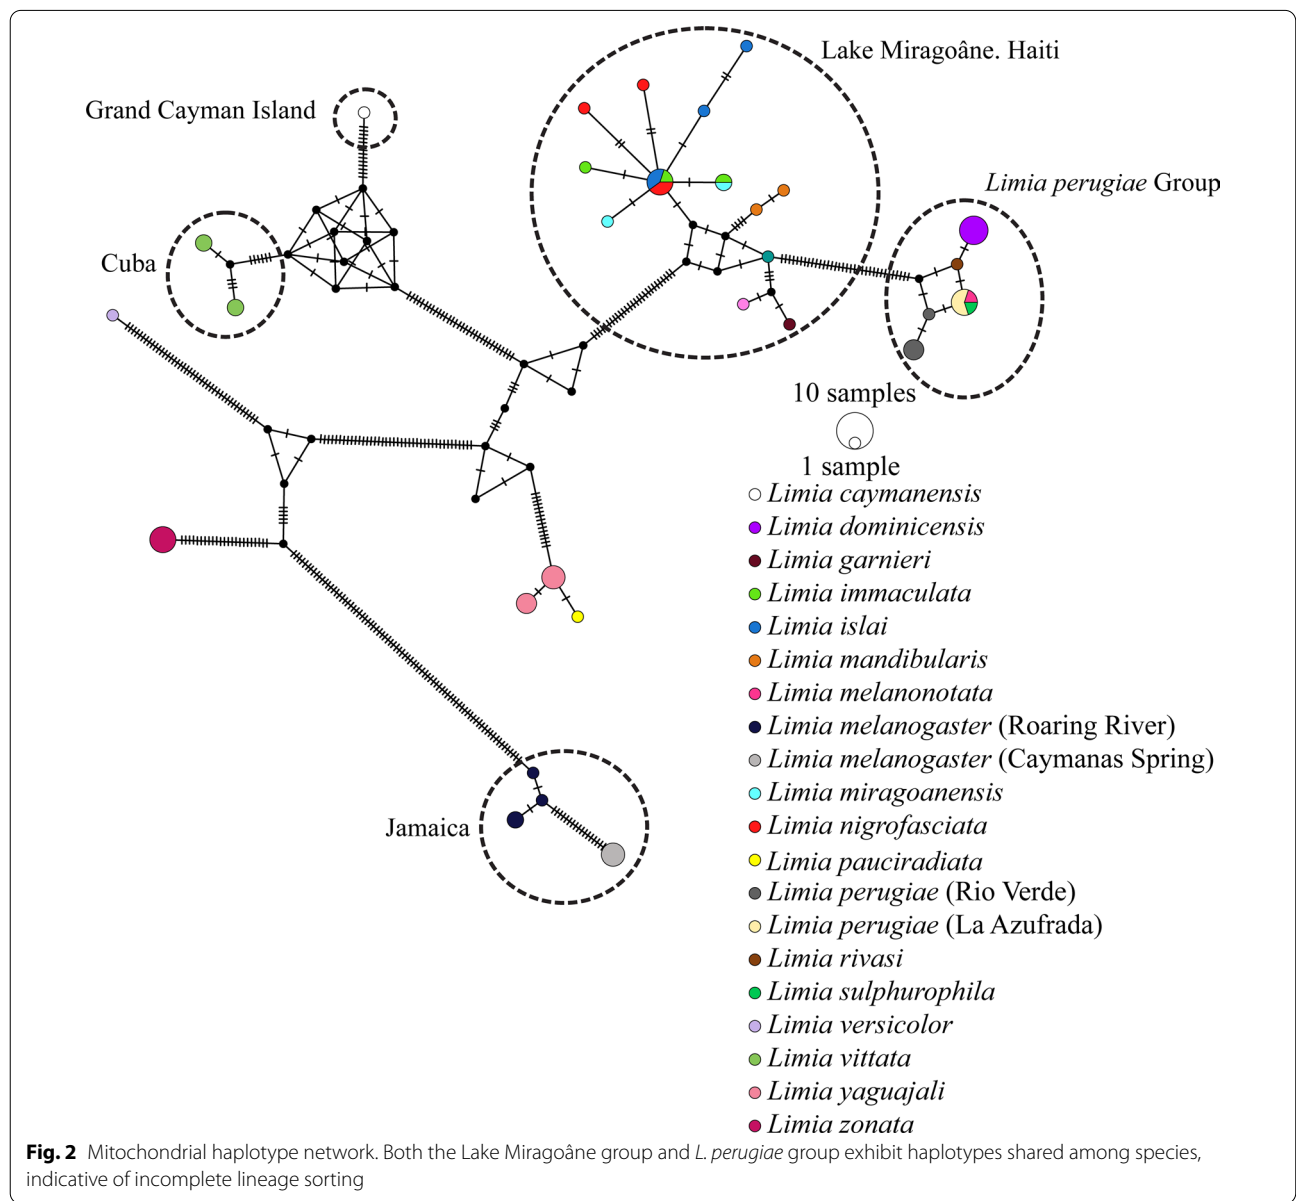 Lake Miragoâne. Haiti
Grand Cayman Island
Limia perugiae Group
Cuba
10 samples
1 sample
Limia caymanensis
Limia dominicensis
Limia garnieri
Limia immaculata
Limia islai
Limia mandibularis
Limia melanonotata
Limia melanogaster (Roaring River)
Limia melanogaster (Caymanas Spring)
Limia miragoanensis
Limia nigrofasciata
Limia pauciradiata
Limia perugiae (Rio Verde)
Limia perugiae (La Azufrada)
Limia rivasi
Limia sulphurophila
Limia versicolor
Limia vittata
Limia yaguajali
Limia zonata
Jamaica
Fig. 2 Mitochondrial haplotype network. Both the Lake Miragoâne group and L. perugiae group exhibit haplotypes shared among species,
indicative of incomplete lineage sorting